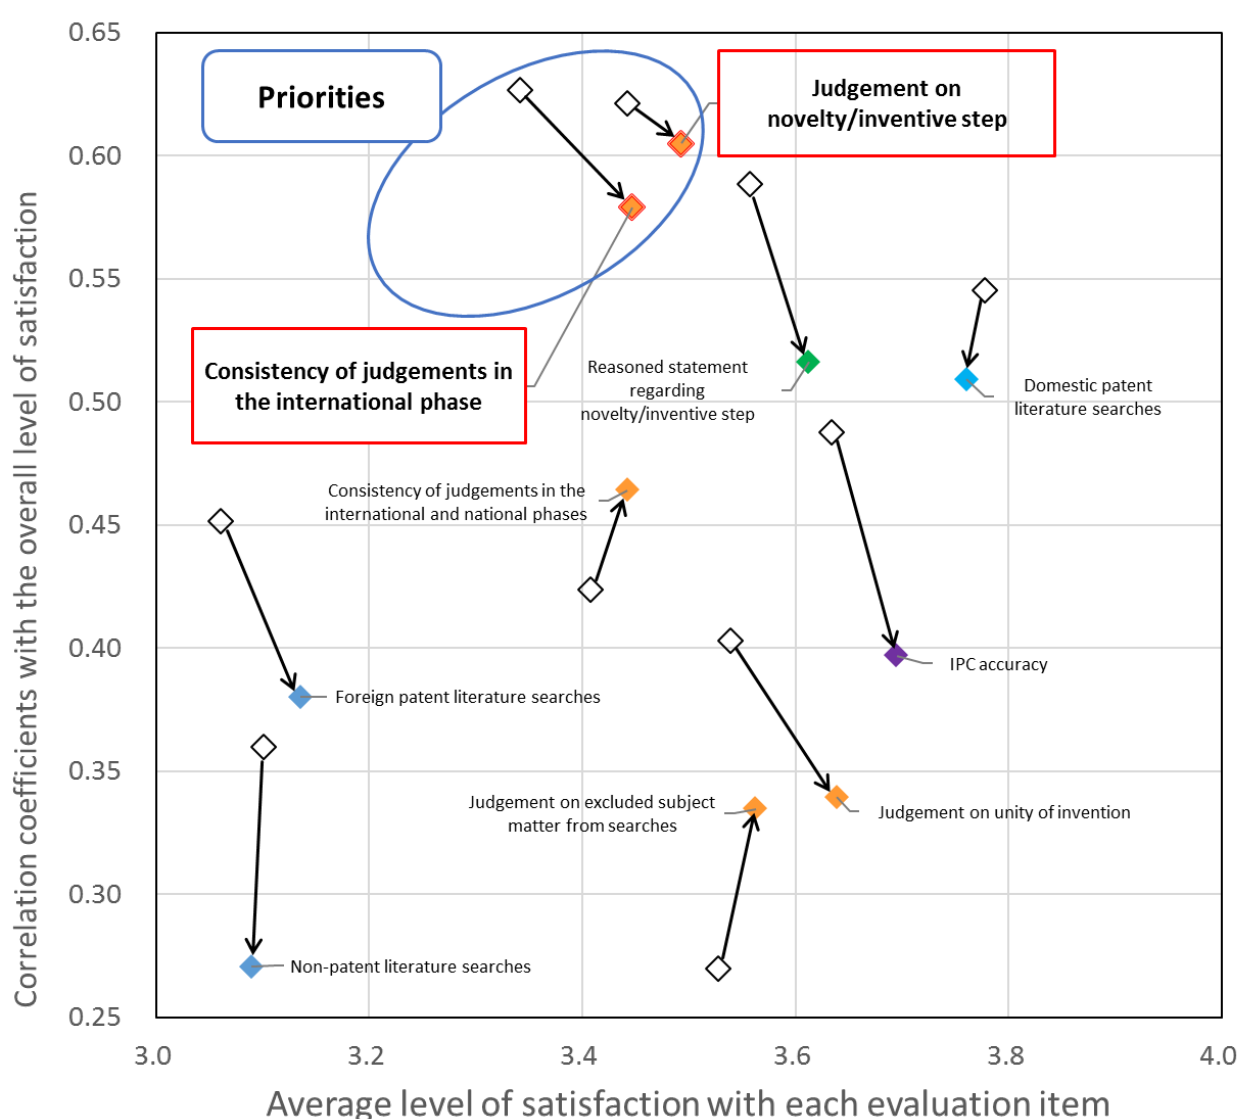 0.65
0.60
0.55
0.50
0.45
0.40
0.35
0.30
0.25
Correlation coefficients with the overall level of satisfaction
Priorities
Judgement on
novelty/inventive step
Consistency of judgements in
the international phase
Reasoned statement
regarding
novelty/inventive step
Domestic patent
literature searches
Consistency of judgements in the
international and national phases
IPC accuracy
Foreign patent literature searches
Judgement on excluded subject
matter from searches
Judgement on unity of invention
Non-patent literature searches
3.0
3.2
3.4
3.6
3.8
4.0
Average level of satisfaction with each evaluation item